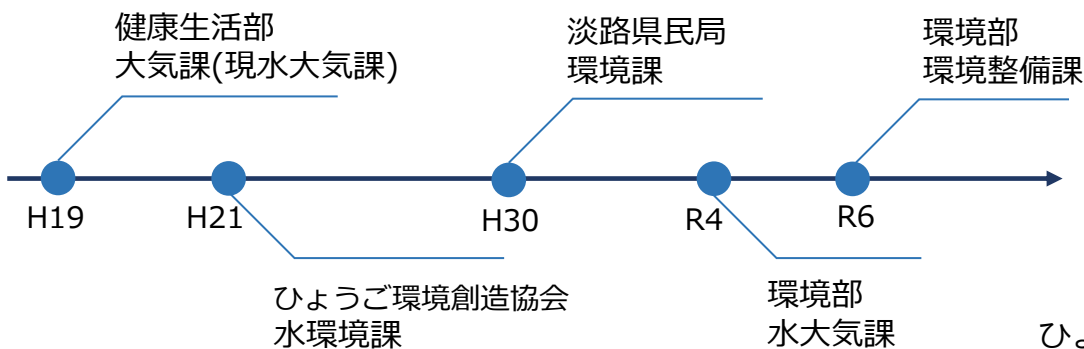 健康生活部
大気課(現水大気課)
淡路県民局
環境課
環境部
環境整備課
H19
H21
H30
R4
R6
ひょうご環境創造協会
水環境課
環境部
水大気課
ひょ